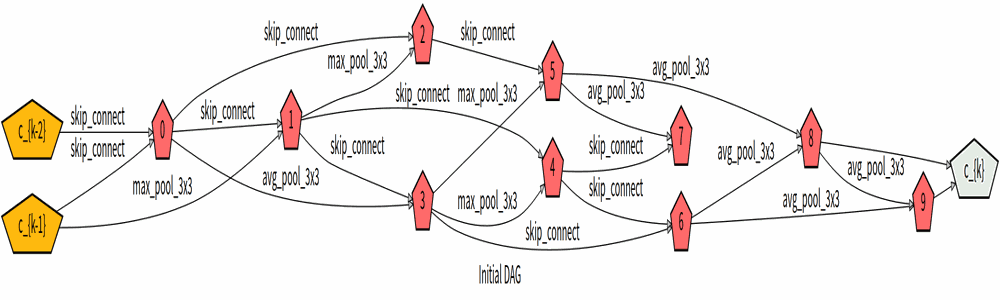 skip_connect
2
skip_connect
max_pool_3x3
5
avg_pool_3x3
skip_connect
max_pool_3x3
avg_pool_3x3
c_{k-2}
skip_connect
skip_connect
1
0
7
8
skip_connect
skip_connect
skip_connect
avg_pool_3x3
c_{k}
4
avg_pool_3x3
max_pool_3x3
avg_pool_3x3
skip_connect
3
max_pool_3x3
avg_pool_3x3
9
c_{k-1}
6
skip_connect
Initial DAG